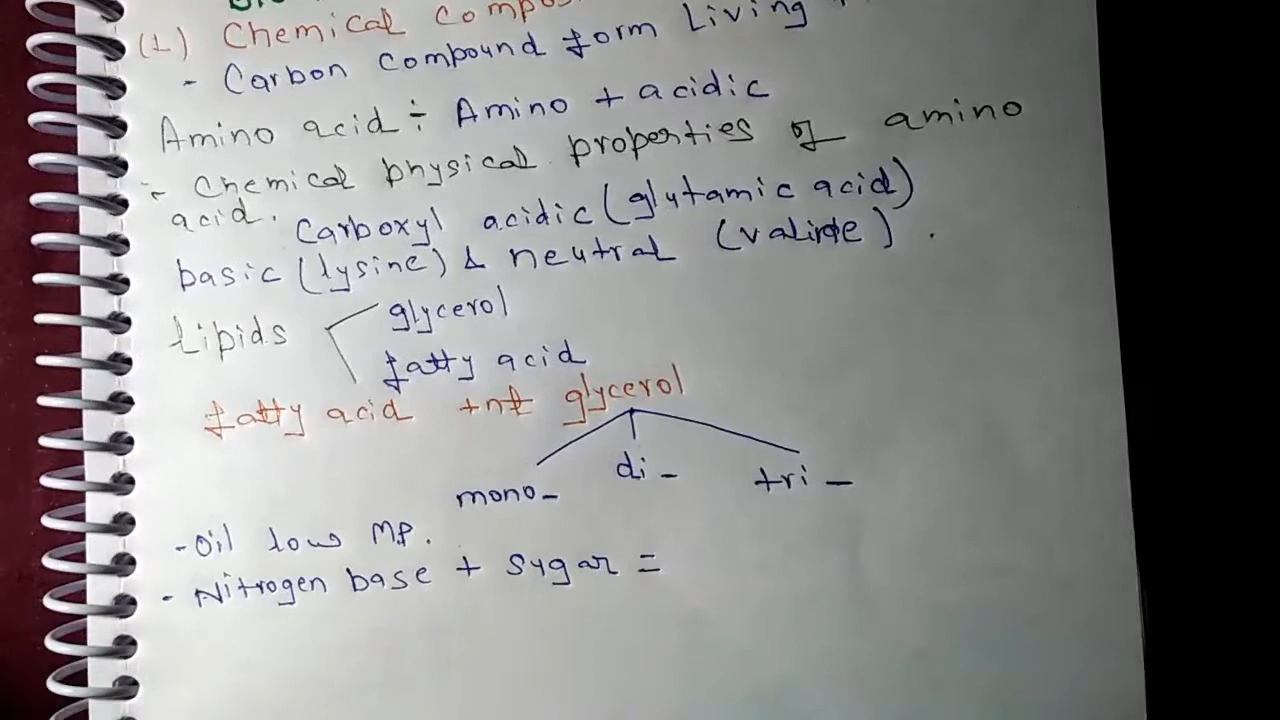 (1) Chemical Compos
- Carbon compound form Living
Amino acid ÷ Amino + acidic
- Chemical physical properties of amino
acid. Carboxyl acidic (glutamic acid)
basic (lysine) & neutral (valine).
Lipids glycerol
fatty acid
fatty acid + glycerol
mono- di- tri-
- Oil low M.P.
- Nitrogen base + sygar =